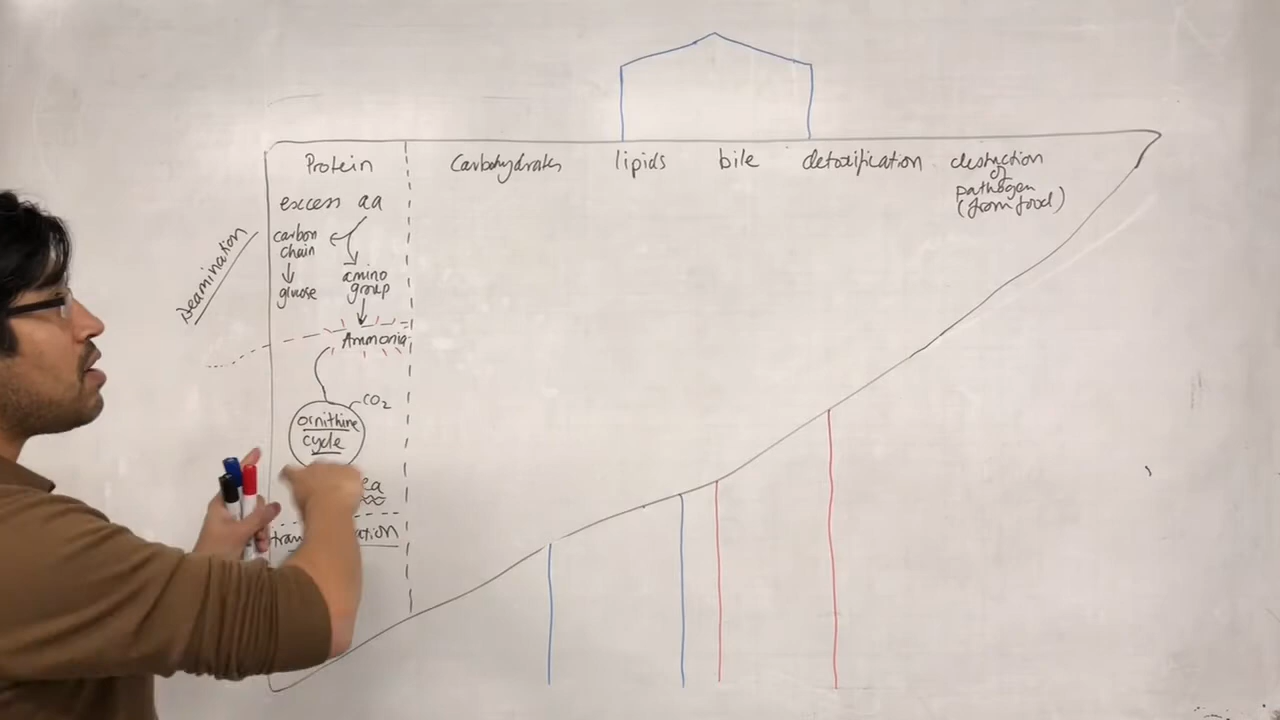 Protein
Carbohydrates
lipids
bile
detoxification
destruction
of
pathogen
(from food)
excess aa
carbon
chain
glucose
amino
group
Deamination
Ammonia
CO2
ornithine
cycle